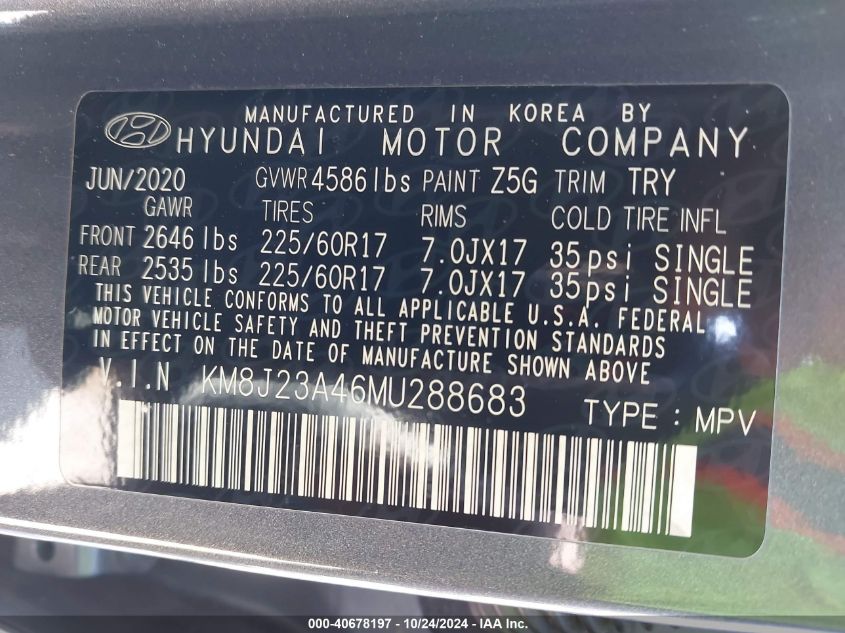 MANUFACTURED IN KOREA BY
HYUNDAI MOTOR COMPANY
JUN/2020 GVWR 4586 lbs PAINT Z5G TRIM TRY
GAWR TIRES RIMS COLD TIRE INFL
FRONT 2646 lbs 225/60R17 7.0JX17 35psi SINGLE
REAR 2535 lbs 225/60R17 7.0JX17 35psi SINGLE
THIS VEHICLE CONFORMS TO ALL APPLICABLE U.S.A. FEDERAL
MOTOR VEHICLE SAFETY AND THEFT PREVENTION STANDARDS
IN EFFECT ON THE DATE OF MANUFACTURE SHOWN ABOVE
V.I.N KM8J23A46MU288683 TYPE: MPV
000-40678197 - 10/24/2024 - IAA Inc.